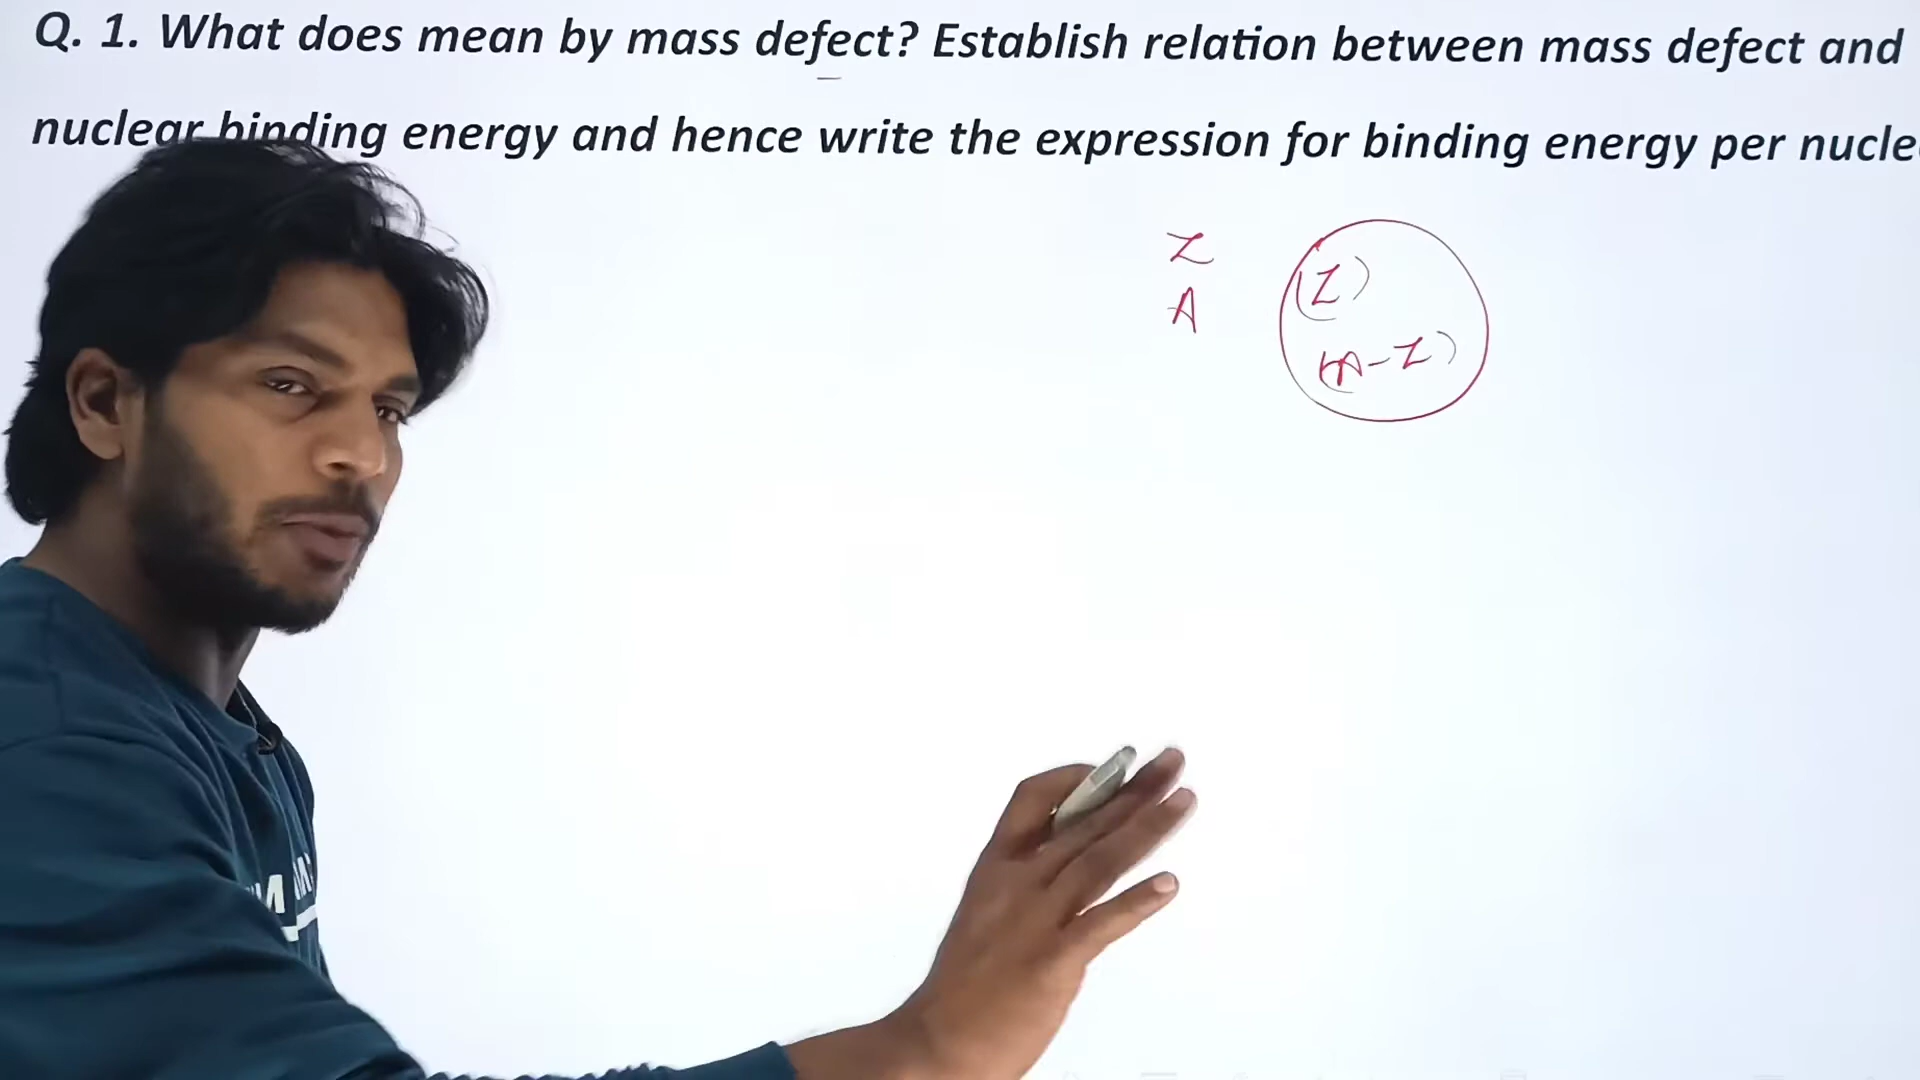 Q. 1. What does mean by mass defect? Establish relation between mass defect and
nuclear binding energy and hence write the expression for binding energy per
Z
A
(Z)
(A-Z)